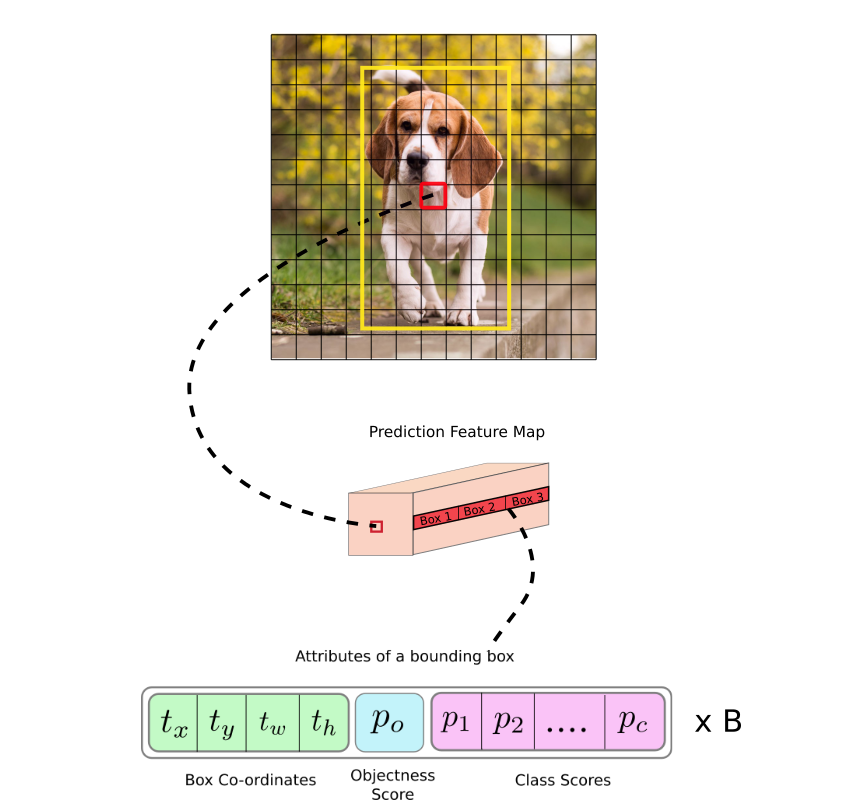 Prediction Feature Map
Box 1 Box 2 Box 3
Attributes of a bounding box
t_x t_y t_w t_h p_o p_1 p_2 .... p_c x B
Box Co-ordinates Objectness Score Class Scores